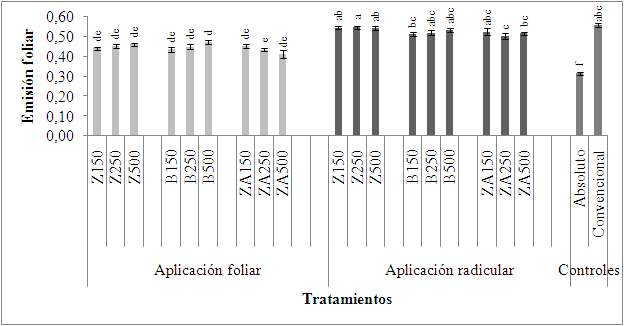 Emisión foliar
0,60
0,50
0,40
0,30
0,20
0,10
0,00
de
de
de
de
de
d
de
e
de
ab
a
ab
abc
abc
bc
abc
c
bc
f
abc
Z150
Z250
Z500
B150
B250
B500
ZA150
ZA250
ZA500
Z150
Z250
Z500
B150
B250
B500
ZA150
ZA250
ZA500
Absoluto
Convencional
Aplicación foliar
Aplicación radicular
Controles
Tratamientos